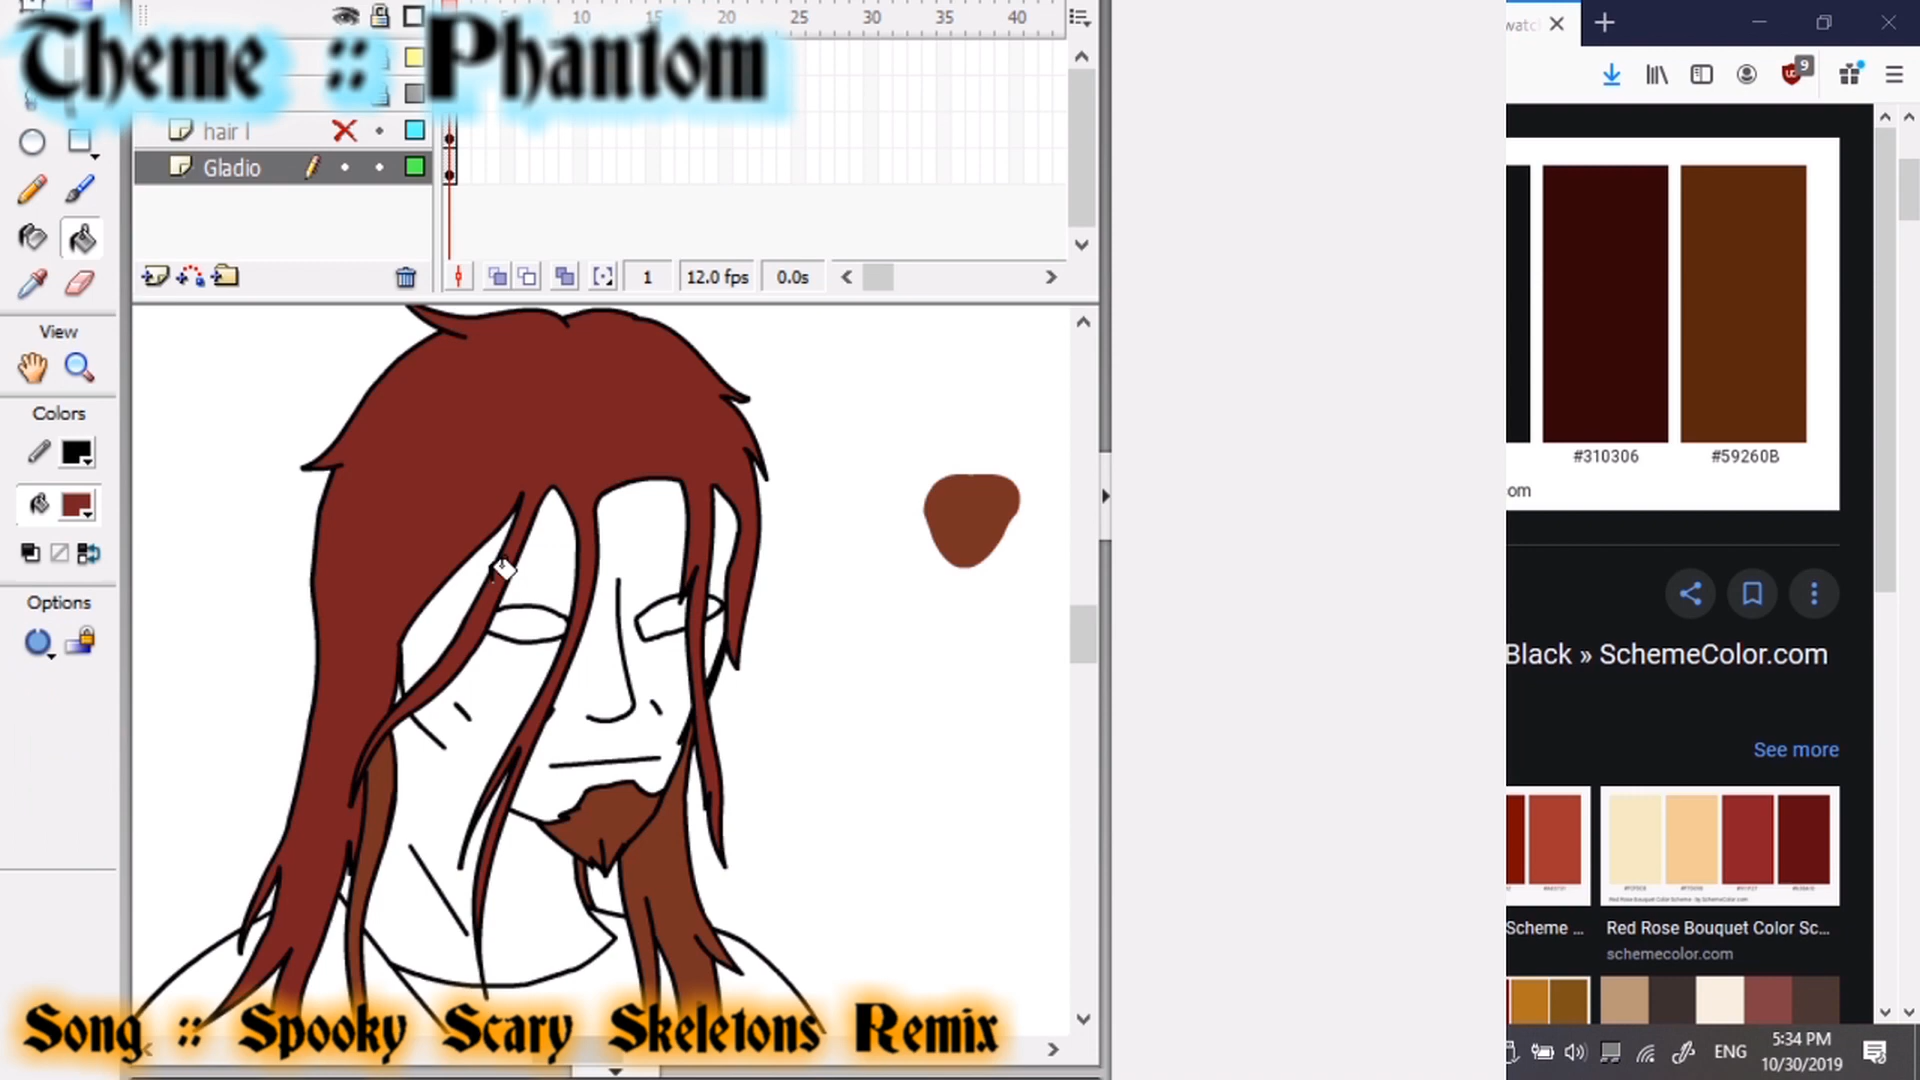 Theme :: Phantom
10 15 20 25 30 35 40
hair l
Gladio
1 12.0 fps 0.0s
View
Colors
Options
Song :: Spooky Scary Skeletons Remix
9
#310306 #59260B
om
Black » SchemeColor.com
See more
Scheme ...
Red Rose Bouquet Color Sc...
schemecolor.com
ENG
5:34 PM
10/30/2019